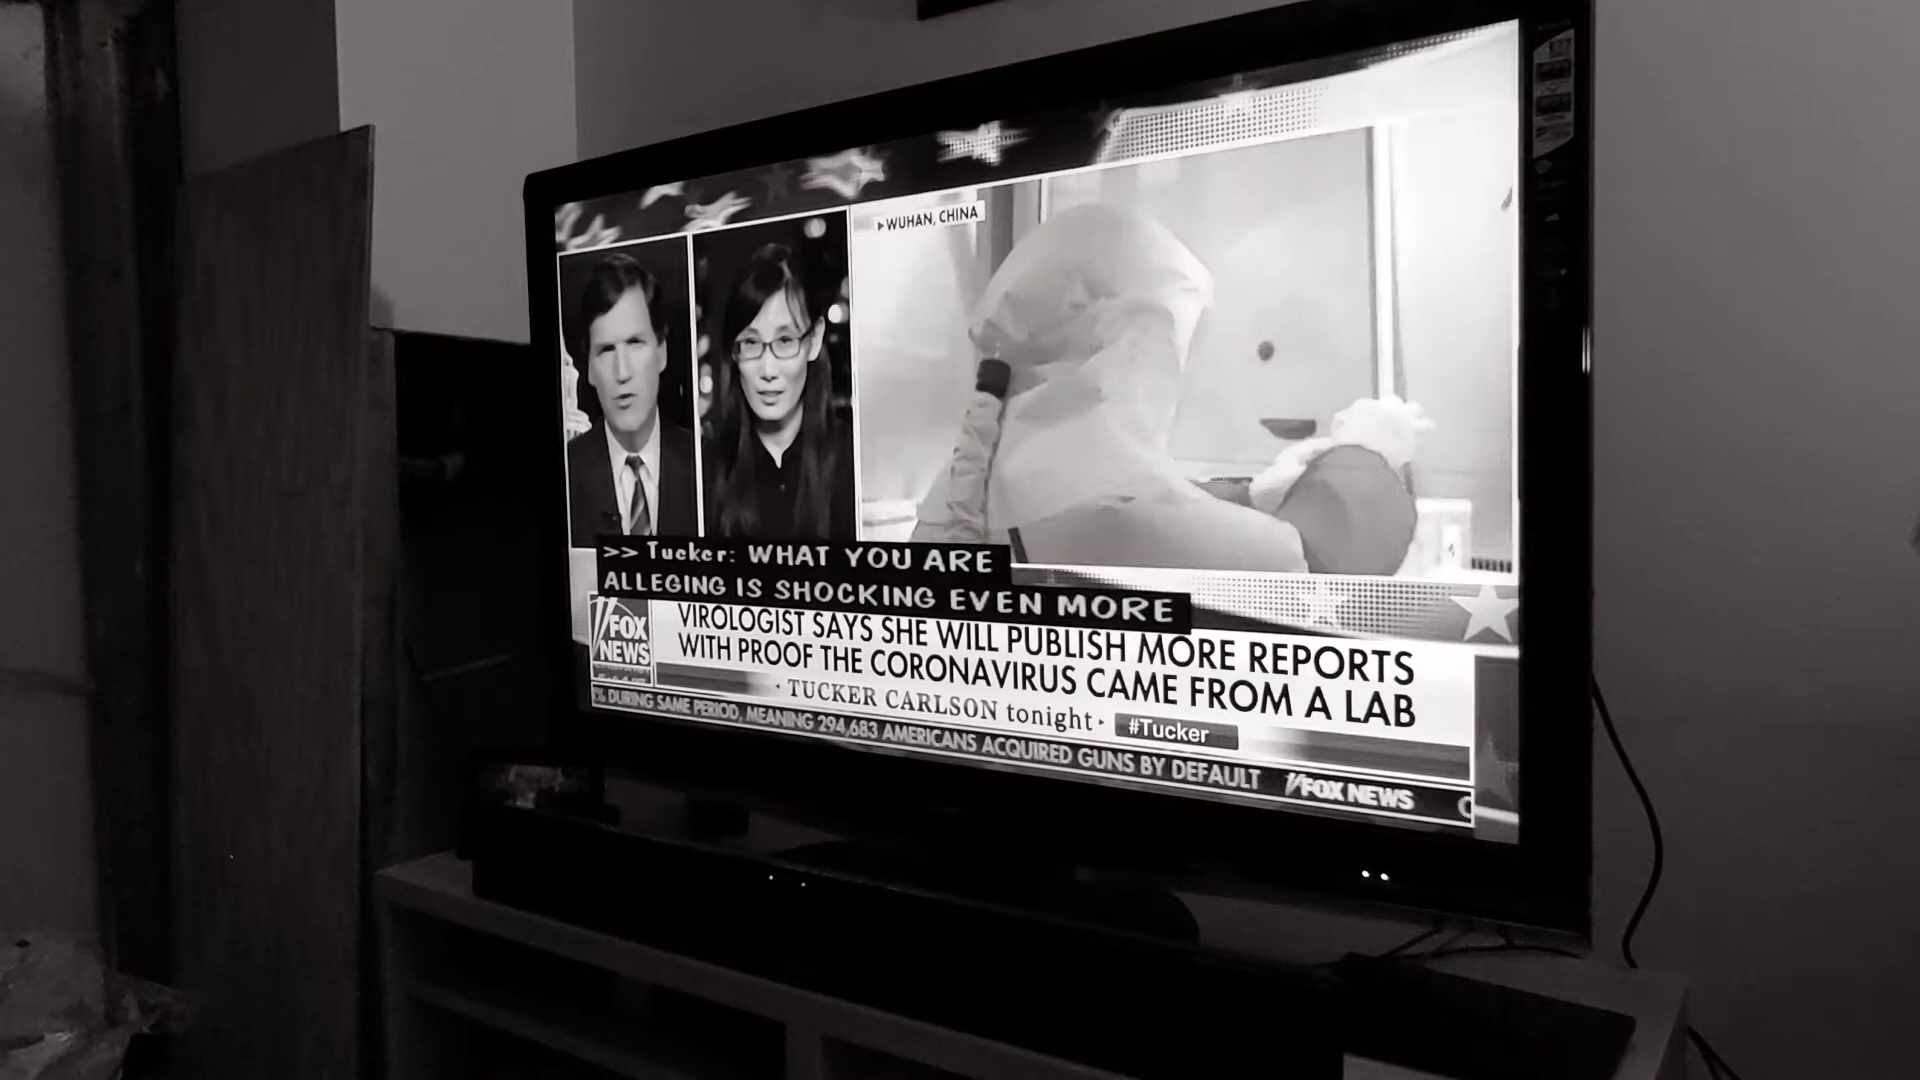 ▶WUHAN, CHINA
>> Tucker: WHAT YOU ARE
ALLEGING IS SHOCKING EVEN MORE
FOX
NEWS
VIROLOGIST SAYS SHE WILL PUBLISH MORE REPORTS
WITH PROOF THE CORONAVIRUS CAME FROM A LAB
TUCKER CARLSON tonight
#Tucker
% DURING SAME PERIOD, MEANING 294,683 AMERICANS ACQUIRED GUNS BY DEFAULT
FOX NEWS